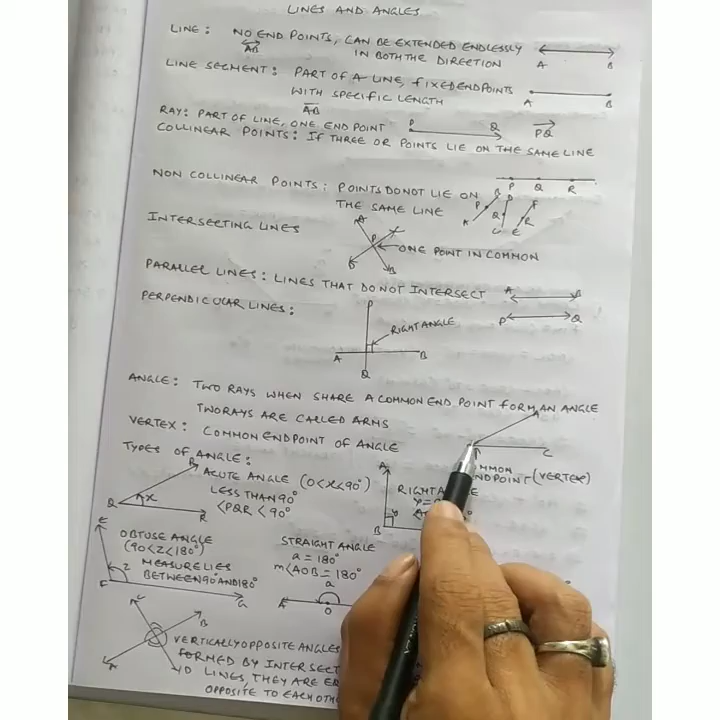 LINES AND ANGLES
LINE: NO END POINTS, CAN BE EXTENDED ENDLESSLY
AB IN BOTH THE DIRECTION
A B
LINE SEGMENT: PART OF A LINE, FIXED END POINTS
WITH SPECIFIC LENGTH
A B
AB
RAY: PART OF LINE, ONE END POINT
P Q PQ
COLLINEAR POINTS: IF THREE OR POINTS LIE ON THE SAME LINE
P Q R
NON COLLINEAR POINTS: POINTS DO NOT LIE ON
THE SAME LINE
A P B C Q D E R F
INTERSECTING LINES
P
ONE POINT IN COMMON
PARALLEL LINES: LINES THAT DO NOT INTERSECT
A B
P Q
PERPENDICULAR LINES:
P
RIGHT ANGLE
A B
Q
ANGLE: TWO RAYS WHEN SHARE A COMMON END POINT FORM AN ANGLE
TWO RAYS ARE CALLED ARMS
A
VERTEX: COMMON ENDPOINT OF ANGLE
C
MMON
NDPOINT (VERTEX)
TYPES OF ANGLE:
ACUTE ANGLE (0<X<90°)
LESS THAN 90°
<PQR < 90°
Q X R
A
RIGHT A
B
OBTUSE ANGLE
(90<Z<180°)
MEASURE LIES
BETWEEN 90° AND 180°
E Z F G
STRAIGHT ANGLE
a = 180°
m<AOB = 180°
a
A O
VERTICALLY OPPOSITE ANGLES
FORMED BY INTERSECT
LINES, THEY ARE
OPPOSITE TO EACH OTH
B
D